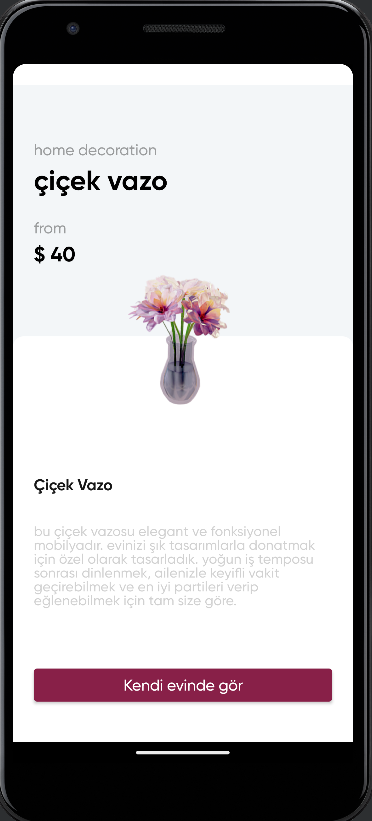 home decoration
çiçek vazo
from
$ 40
Çiçek Vazo
bu çiçek vazosu elegant ve fonksiyonel
mobilyadır. evinizi şık tasarımlarla donatmak
için özel olarak tasarladık. yoğun iş temposu
sonrası dinlenmek, ailenizle keyifli vakit
geçirebilmek ve en iyi partileri verip
eğlenebilmek için tam size göre.
Kendi evinde gör